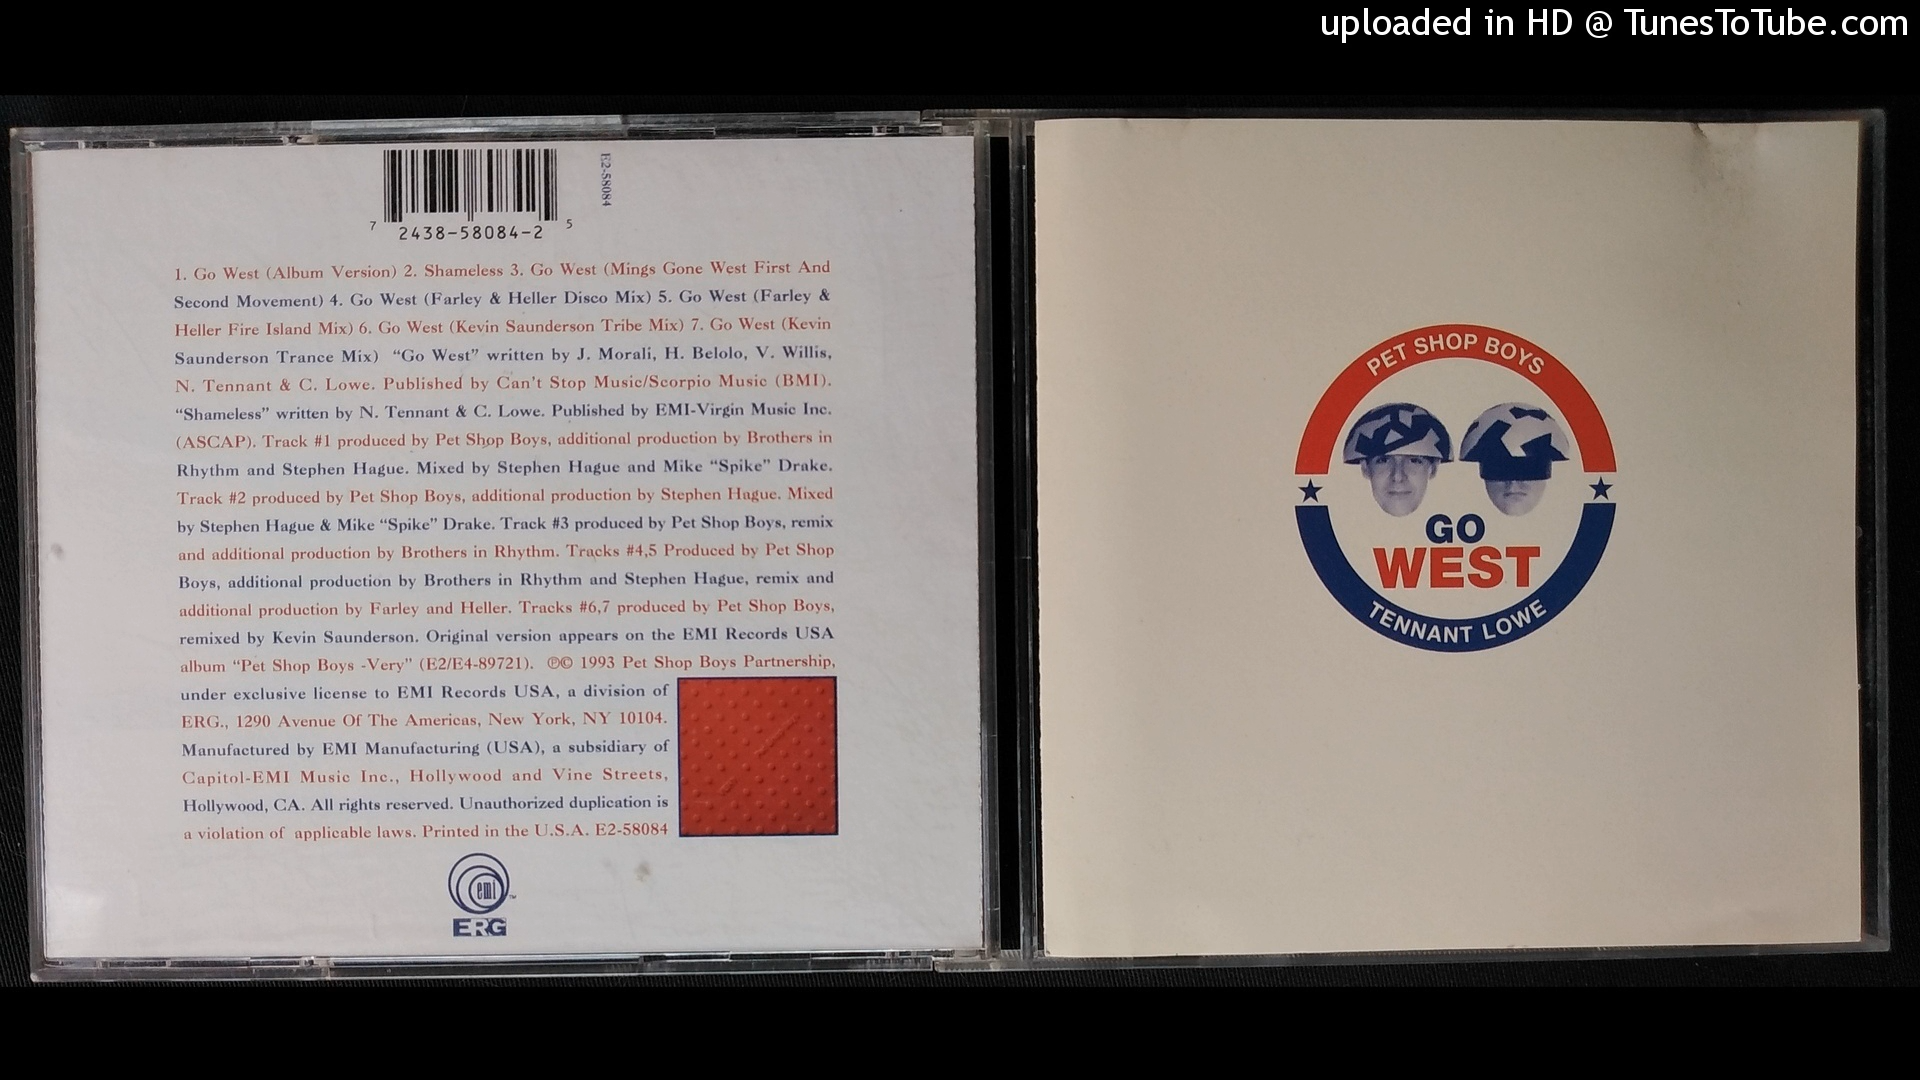 uploaded in HD @ TunesToTube.com
E2-58084
7 2438-58084-2 5
1. Go West (Album Version) 2. Shameless 3. Go West (Mings Gone West First And
Second Movement) 4. Go West (Farley & Heller Disco Mix) 5. Go West (Farley &
Heller Fire Island Mix) 6. Go West (Kevin Saunderson Tribe Mix) 7. Go West (Kevin
Saunderson Trance Mix) “Go West” written by J. Morali, H. Belolo, V. Willis,
N. Tennant & C. Lowe. Published by Can't Stop Music/Scorpio Music (BMI).
“Shameless” written by N. Tennant & C. Lowe. Published by EMI-Virgin Music Inc.
(ASCAP). Track #1 produced by Pet Shop Boys, additional production by Brothers in
Rhythm and Stephen Hague. Mixed by Stephen Hague and Mike “Spike” Drake.
Track #2 produced by Pet Shop Boys, additional production by Stephen Hague. Mixed
by Stephen Hague & Mike “Spike” Drake. Track #3 produced by Pet Shop Boys, remix
and additional production by Brothers in Rhythm. Tracks #4,5 Produced by Pet Shop
Boys, additional production by Brothers in Rhythm and Stephen Hague, remix and
additional production by Farley and Heller. Tracks #6,7 produced by Pet Shop Boys,
remixed by Kevin Saunderson. Original version appears on the EMI Records USA
album “Pet Shop Boys -Very” (E2/E4-89721). ℗© 1993 Pet Shop Boys Partnership,
under exclusive license to EMI Records USA, a division of
ERG., 1290 Avenue Of The Americas, New York, NY 10104.
Manufactured by EMI Manufacturing (USA), a subsidiary of
Capitol-EMI Music Inc., Hollywood and Vine Streets,
Hollywood, CA. All rights reserved. Unauthorized duplication is
a violation of applicable laws. Printed in the U.S.A. E2-58084
emi ™
ERG
PET SHOP BOYS
GO
WEST
TENNANT LOWE